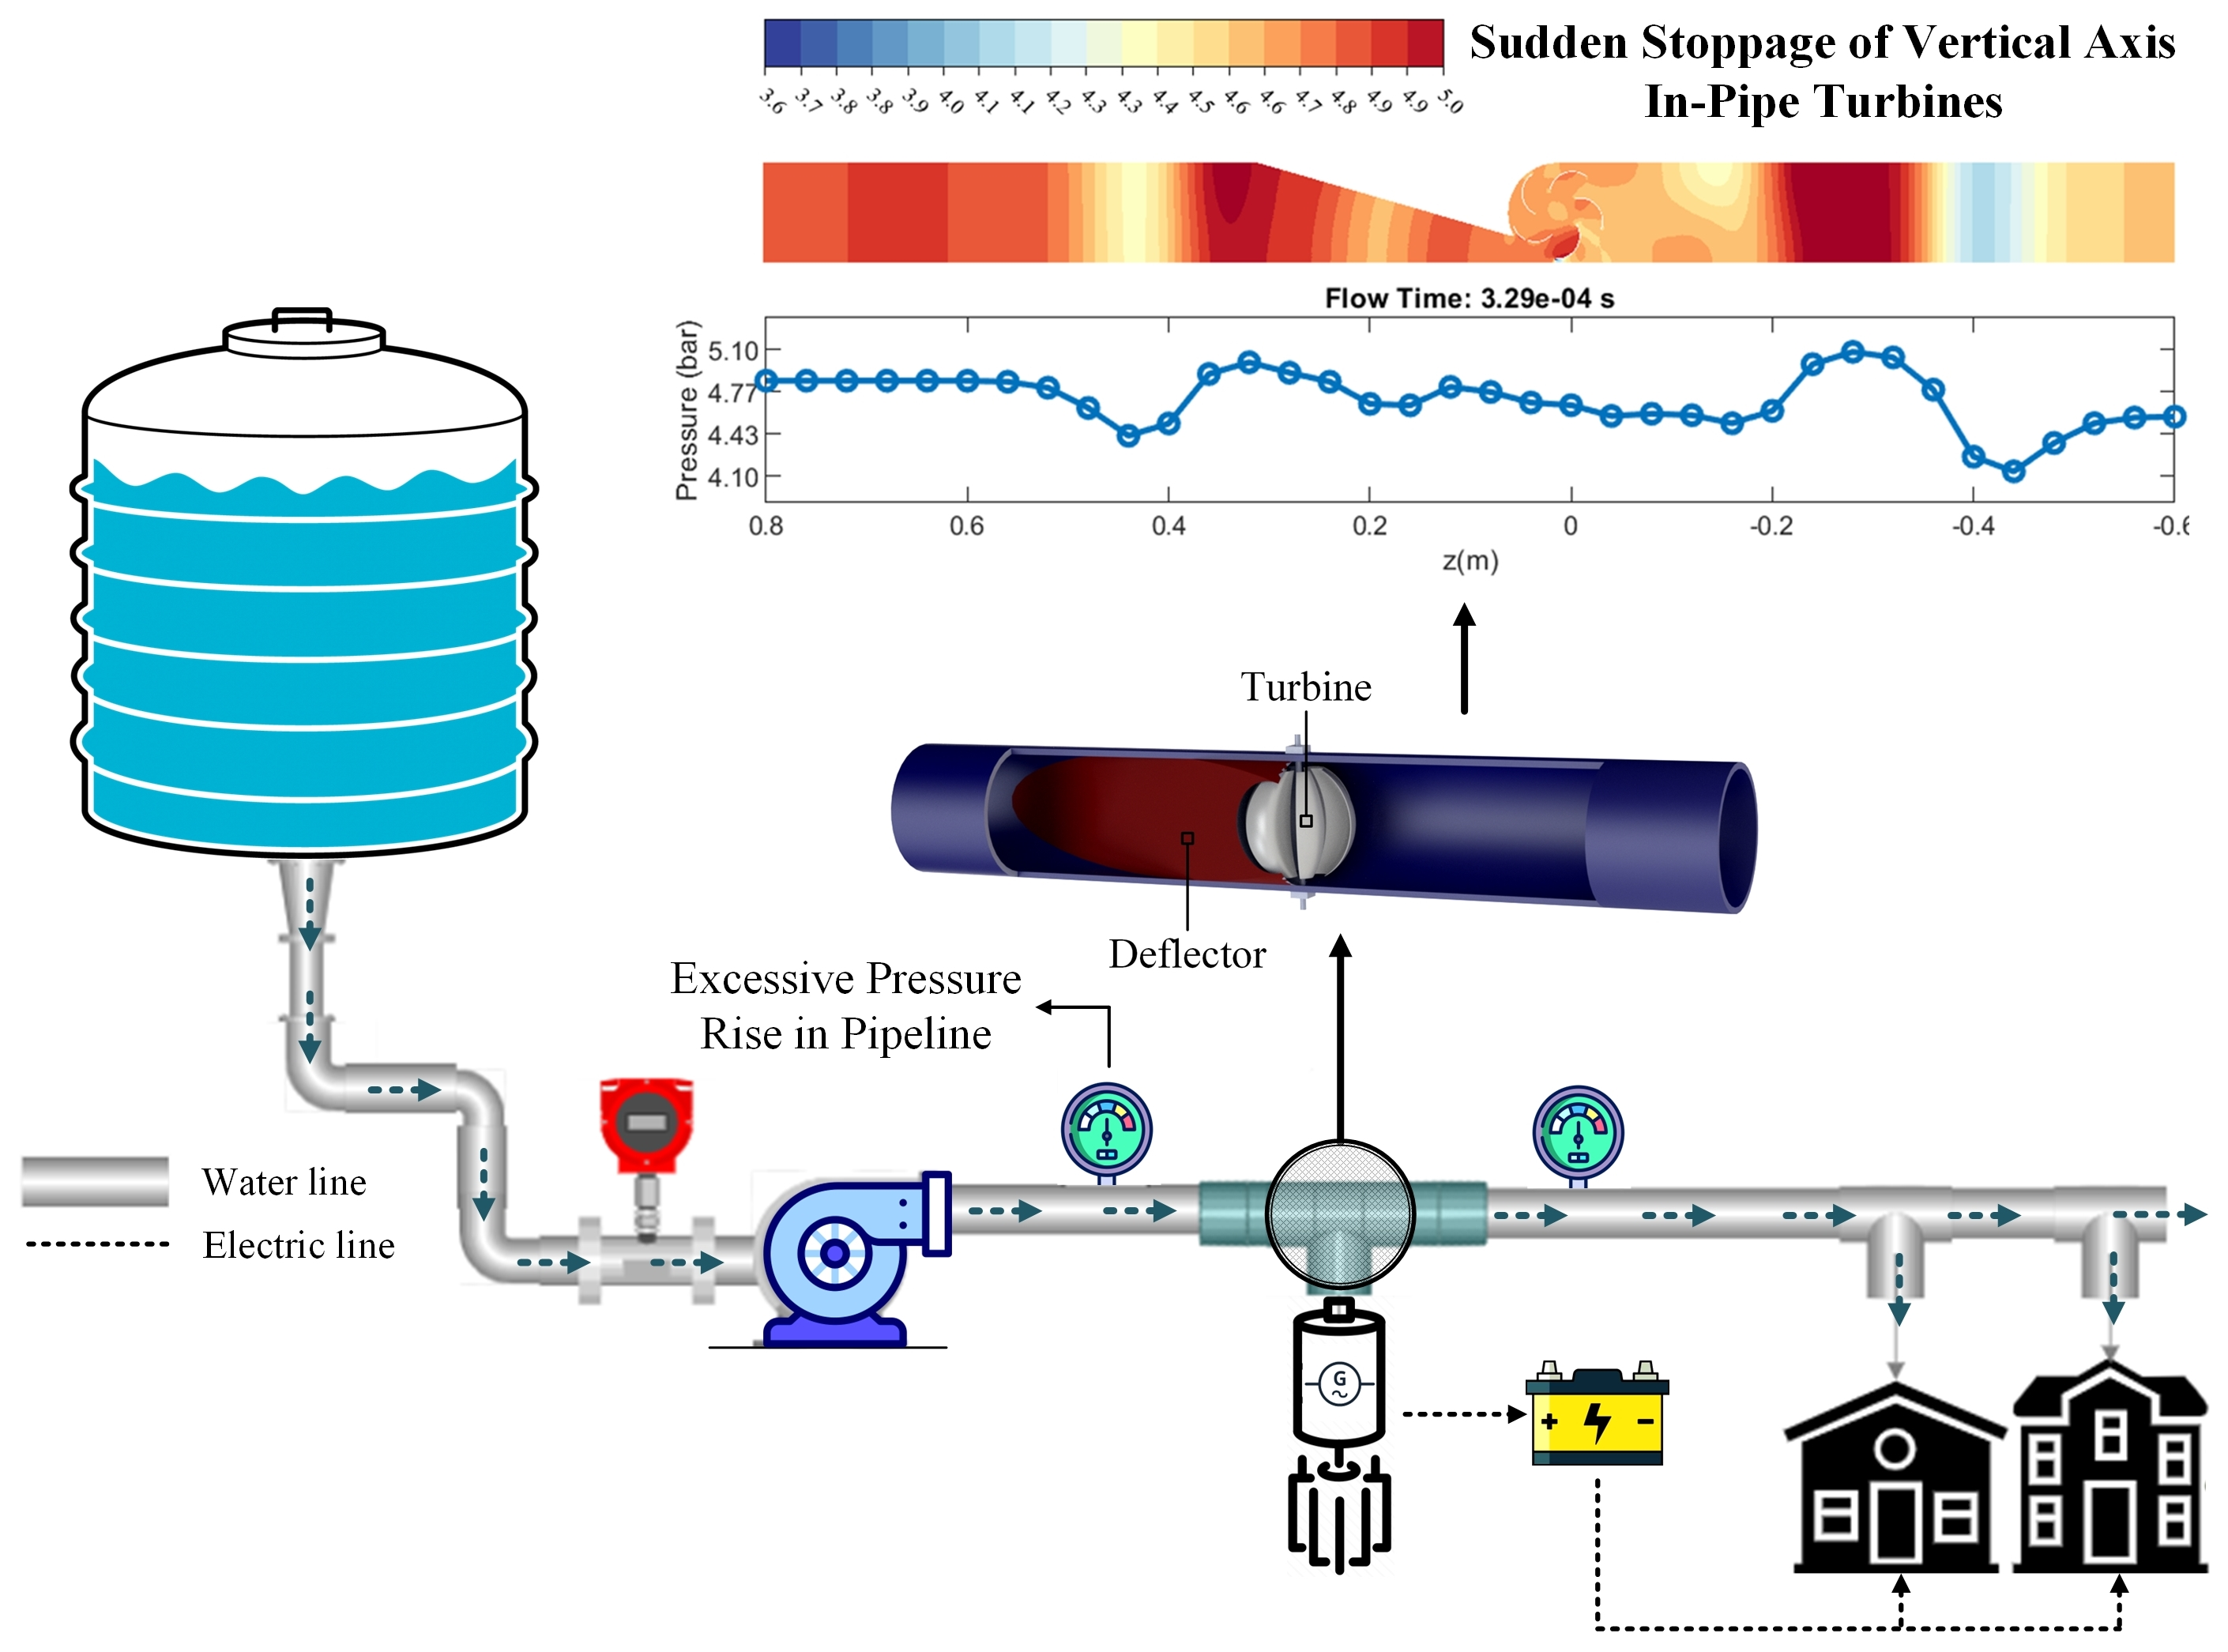 Sudden Stoppage of Vertical Axis
In-Pipe Turbines
3.6 3.7 3.8 3.8 3.9 4.0 4.1 4.1 4.2 4.3 4.3 4.4 4.5 4.6 4.6 4.7 4.8 4.9 4.9 5.0
Flow Time: 3.29e-04 s
Pressure (bar)
5.10
4.77
4.43
4.10
0.8 0.6 0.4 0.2 0 -0.2 -0.4
z(m)
Turbine
Deflector
Excessive Pressure
Rise in Pipeline
Water line
Electric line
G
~
+ -